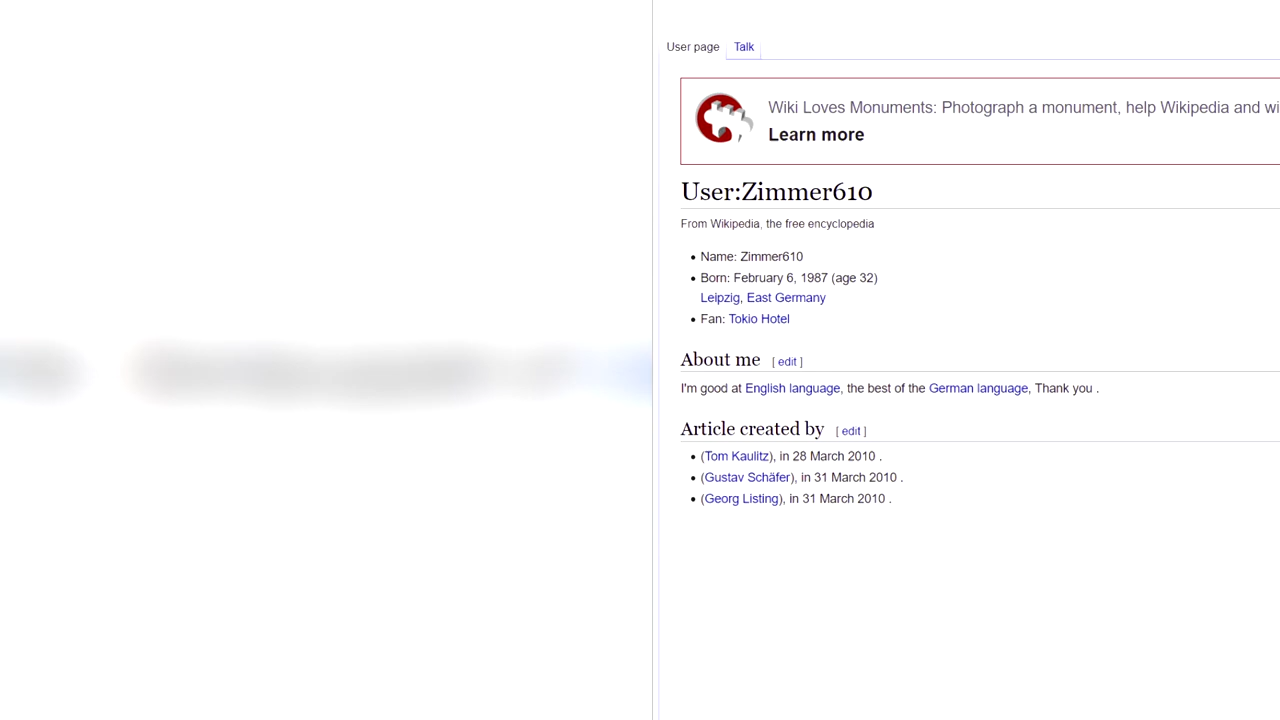 User page Talk
Wiki Loves Monuments: Photograph a monument, help Wikipedia and wi
Learn more
User:Zimmer610
From Wikipedia, the free encyclopedia
Name: Zimmer610
Born: February 6, 1987 (age 32)
Leipzig, East Germany
Fan: Tokio Hotel
About me [ edit ]
I'm good at English language, the best of the German language, Thank you .
Article created by [ edit ]
(Tom Kaulitz), in 28 March 2010 .
(Gustav Schäfer), in 31 March 2010 .
(Georg Listing), in 31 March 2010 .